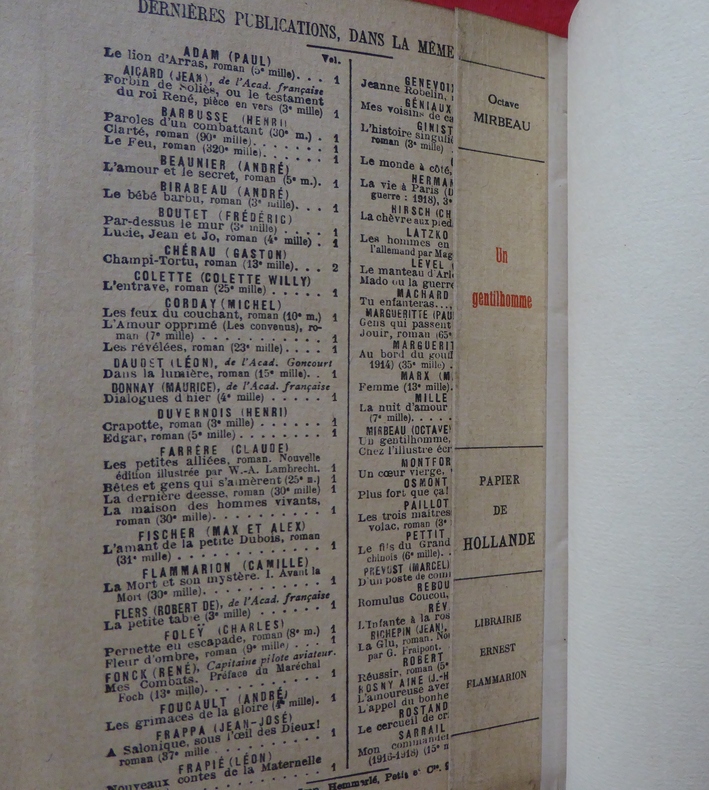 DERNIÈRES PUBLICATIONS, DANS LA MÊME
Vol.
ADAM (PAUL)
Le lion d'Arras, roman (5e mille). . . 1
AICARD (JEAN), de l'Acad. française
Forbin de Soliès, ou le testament
du roi René, pièce en vers (3e mille) 1
BARBUSSE (HENRI)
Paroles d'un combattant (30e m.) . 1
Clarté, roman (90e mille). . . . . . . 1
Le Feu, roman (320e mille). . . . . . 1
BEAUNIER (ANDRÉ)
L'amour et le secret, roman (5e m.). 1
BIRABEAU (ANDRÉ)
Le bébé barbu, roman (3e mille). . . 1
BOUTET (FRÉDÉRIC)
Par-dessus le mur (3e mille) . . . . . 1
Lucie, Jean et Jo, roman (4e mille) . 1
CHÉRAU (GASTON)
Champi-Tortu, roman (13e mille). . . 2
COLETTE (COLETTE WILLY)
L'entrave, roman (25e mille) . . . . . 1
CORDAY (MICHEL)
Les feux du couchant, roman (10e m.) 1
L'Amour opprimé (Les convenus), ro-
man (7e mille) . . . . . . . . . . . 1
Les révélées, roman (23e mille) . . . . 1
DAUDET (LÉON), de l'Acad. Goncourt
Dans la lumière, roman (15e mille). . 1
DONNAY (MAURICE), de l'Acad. française
Dialogues d'hier (4e mille) . . . . . . 1
DUVERNOIS (HENRI)
Crapotte, roman (3e mille) . . . . . . 1
Edgar, roman (5e mille) . . . . . . . . 1
FARRÈRE (CLAUDE)
Les petites alliées, roman. Nouvelle
édition illustrée par W.-A. Lambrecht. 1
Bêtes et gens qui s'aimèrent (25e m.) 1
La dernière déesse, roman (30e mille) 1
La maison des hommes vivants,
roman (30e mille). . . . . . . . . . . 1
FISCHER (MAX ET ALEX)
L'amant de la petite Dubois, roman
(31e mille) . . . . . . . . . . . . . 1
FLAMMARION (CAMILLE)
La Mort et son mystère. I. Avant la
Mort (30e mille). . . . . . . . . . . 1
FLERS (ROBERT DE), de l'Acad. française
La petite table (3e mille) . . . . . . 1
FOLEŸ (CHARLES)
Pernette en escapade, roman (8e m.) 1
Fleur d'ombre, roman (9e mille) . . . 1
FONCK (RENÉ), Capitaine pilote aviateur.
Mes Combats. Préface du Maréchal
Foch (13e mille). . . . . . . . . . . 1
FOUCAULT (ANDRÉ)
Les grimaces de la gloire (4e mille). 1
FRAPPA (JEAN-JOSÉ)
A Salonique, sous l'œil des Dieux!
roman (37e mille . . . . . . . . . . 1
FRAPIÉ (LÉON)
Nouveaux contes de la Maternelle
GENEVOI
Jeanne Robelin,
GÉNIAUX
Mes voisins de ca
GINIST
L'histoire singuli
roman (3e mille)
Le monde à côté,
HERMAN
La vie à Paris (D
guerre : 1918), 3e
HIRSCH (CH
La chèvre aux pied
LATZKO
Les hommes en
l'allemand par Mag
LEVEL
Le manteau d'Arl
Mado ou la guerre
MACHARD
Tu enfanteras...
MARGUERITTE (PAU
Gens qui passent
Jouir, roman (65e
MARGUERIT
Au bord du gouff
1914) (35e mille) .
MARX (M
Femme (13e mille).
MILLE
La nuit d'amour
(7e mille). . . . .
MIRBEAU (OCTAVE)
Un gentilhomme,
Chez l'illustre écr
MONTFOR
Un cœur vierge,
OSMONT
Plus fort que ça!
PAILLOT
Les trois maîtres
volac, roman (3e
PETTIT
Le fils du Grand
chinois (6e mille). .
PRÉVOST (MARCEL)
D'un poste de com
REBOU
Romulus Coucou,
RÉV
L'Infante à la ros
RICHEPIN (JEAN),
La Glu, roman. No
par G. Fraipont.
ROBERT
Réussir, roman (5e
ROSNY AINÉ (J.-H
L'amoureuse aver
L'appel du bonhe
ROSTAND
Le cercueil de cr
SARRAIL
Mon commander
(1916-1918) (15e m
Hemmerlé, Petit et Cie.
Octave
MIRBEAU
Un
gentilhomme
PAPIER
DE
HOLLANDE
LIBRAIRIE
ERNEST
FLAMMARION